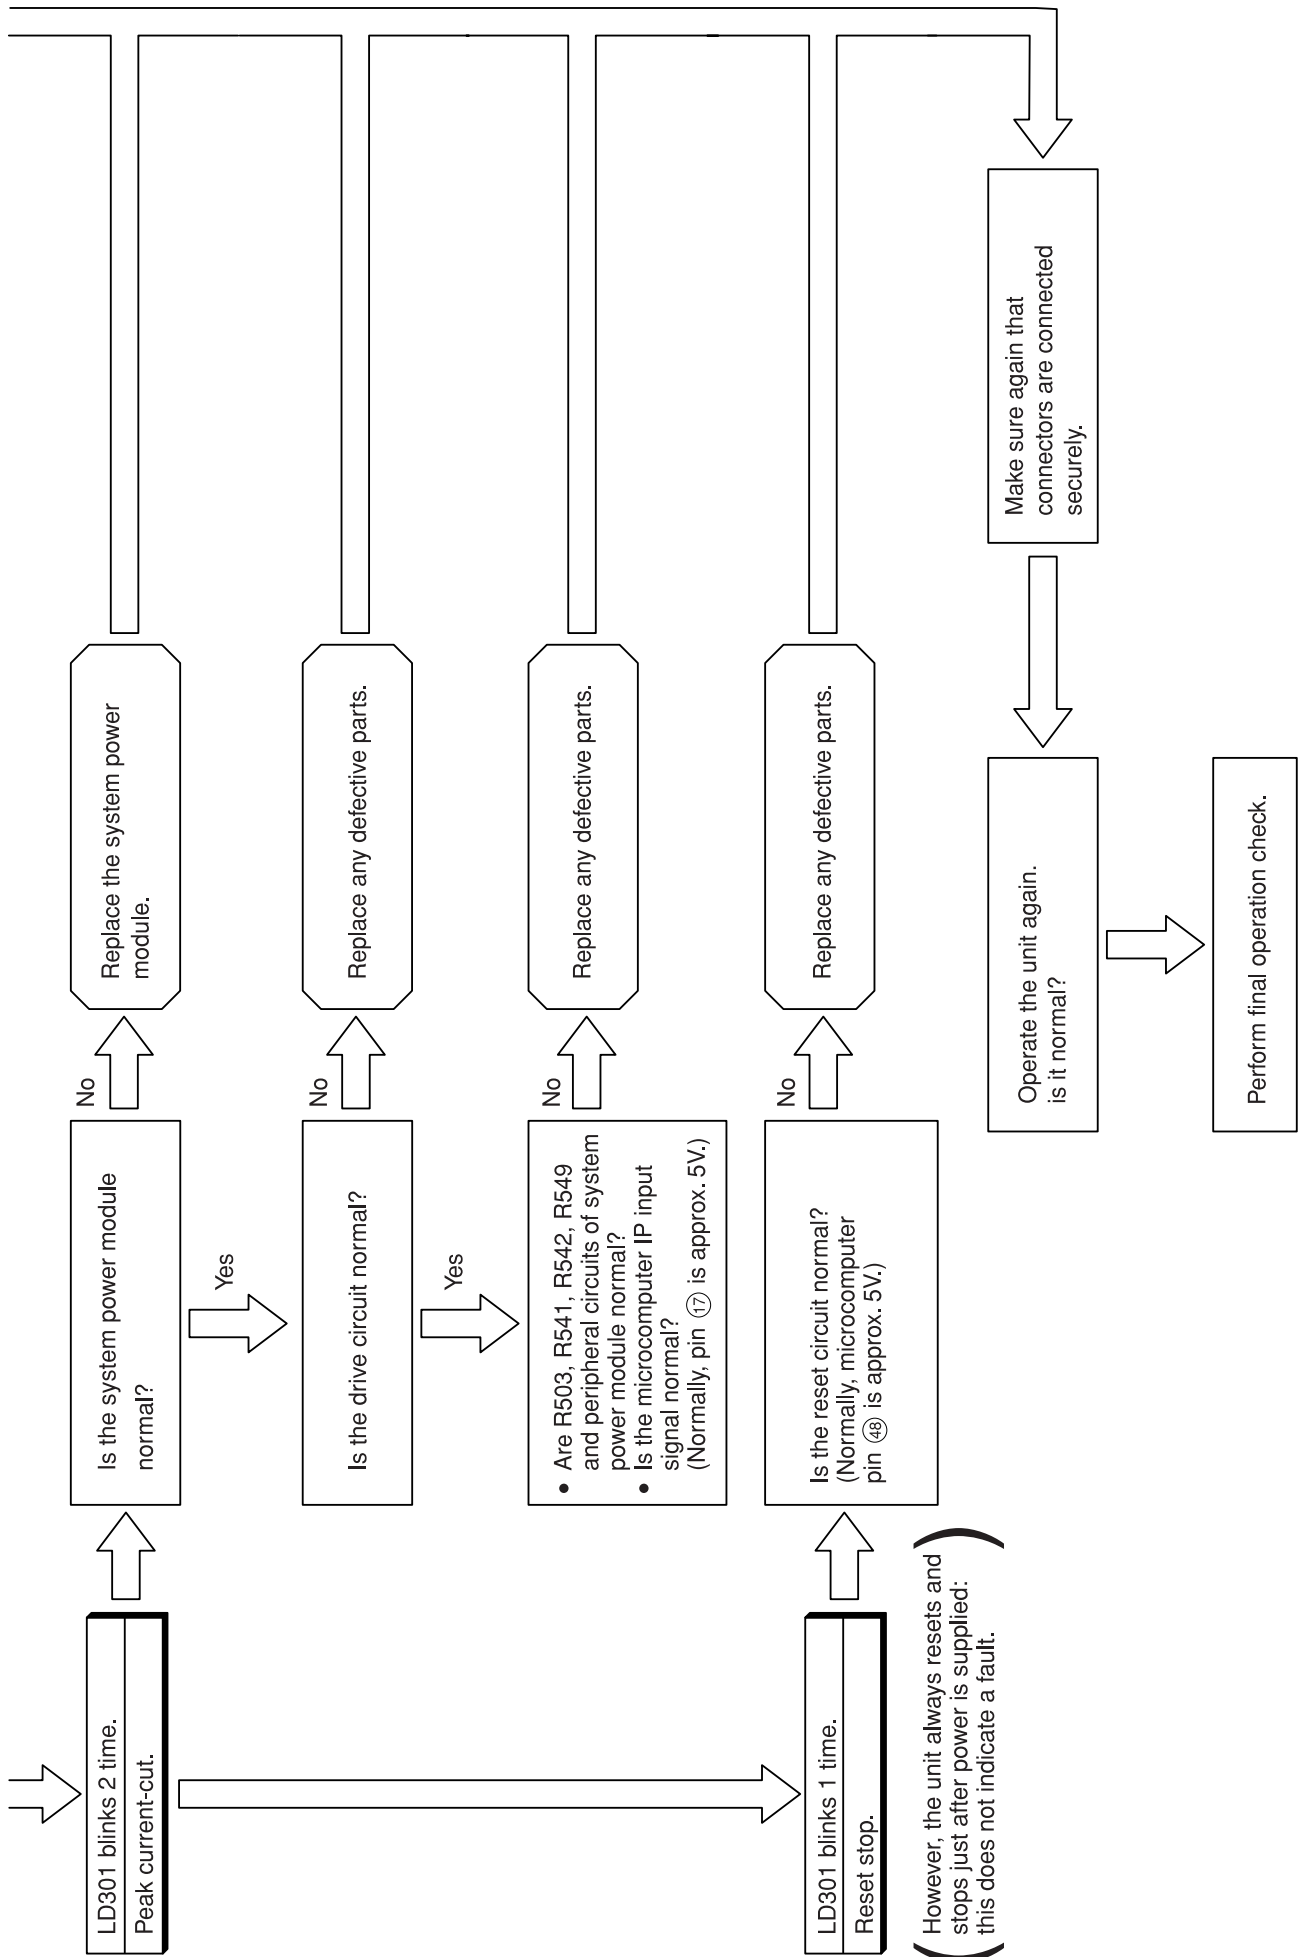 LD301 blinks 2 time.
Peak current-cut.
Is the system power module
normal?
No
Replace the system power
module.
Yes
Is the drive circuit normal?
No
Replace any defective parts.
Yes
• Are R503, R541, R542, R549
and peripheral circuits of system
power module normal?
• Is the microcomputer IP input
signal normal?
(Normally, pin ⑰ is approx. 5V.)
No
Replace any defective parts.
LD301 blinks 1 time.
Reset stop.
(However, the unit always resets and
stops just after power is supplied:
this does not indicate a fault.)
Is the reset circuit normal?
(Normally, microcomputer
pin ㊽ is approx. 5V.)
No
Replace any defective parts.
Make sure again that
connectors are connected
securely.
Operate the unit again.
is it normal?
Perform final operation check.